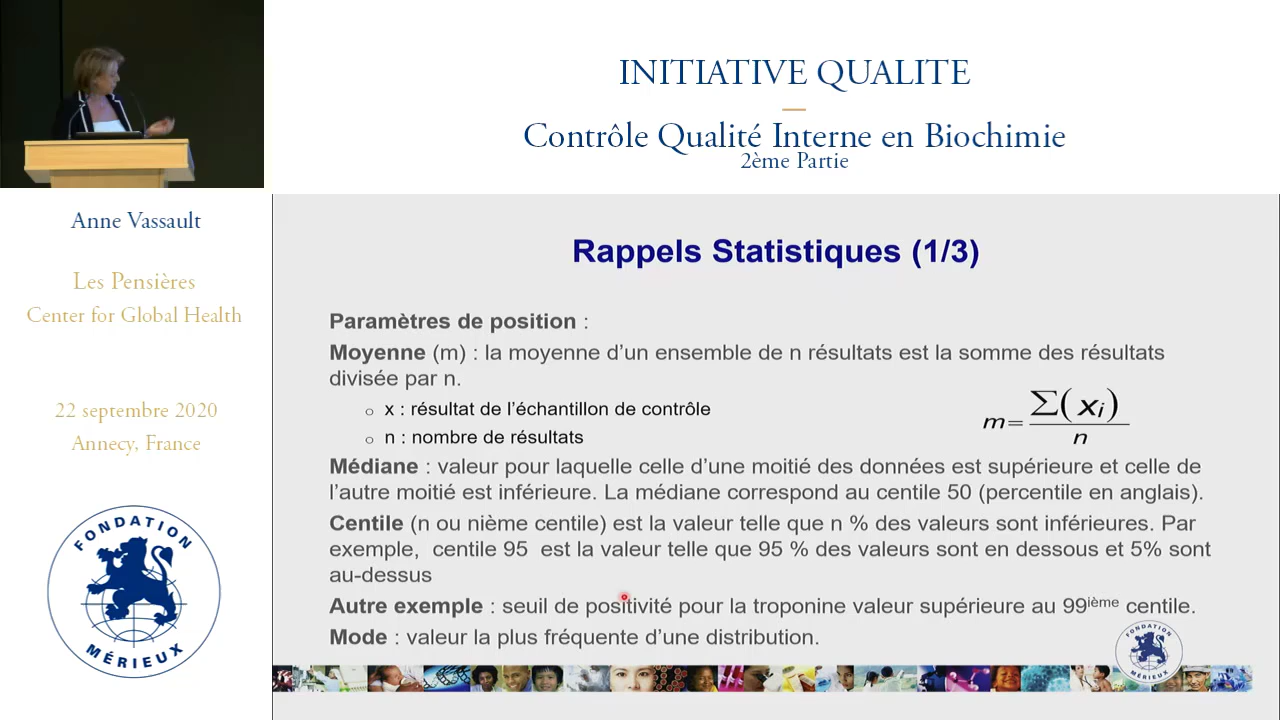 INITIATIVE QUALITE
Contrôle Qualité Interne en Biochimie
2ème Partie
Anne Vassault
Les Pensières
Center for Global Health
22 septembre 2020
Annecy, France
FONDATION
MÉRIEUX
Rappels Statistiques (1/3)
Paramètres de position :
Moyenne (m) : la moyenne d’un ensemble de n résultats est la somme des résultats
divisée par n.
o x : résultat de l’échantillon de contrôle
o n : nombre de résultats
m=∑(xi)/n
Médiane : valeur pour laquelle celle d’une moitié des données est supérieure et celle de
l’autre moitié est inférieure. La médiane correspond au centile 50 (percentile en anglais).
Centile (n ou nième centile) est la valeur telle que n % des valeurs sont inférieures. Par
exemple, centile 95 est la valeur telle que 95 % des valeurs sont en dessous et 5% sont
au-dessus
Autre exemple : seuil de positivité pour la troponine valeur supérieure au 99ième centile.
Mode : valeur la plus fréquente d’une distribution.
FONDATION
MÉRIEUX